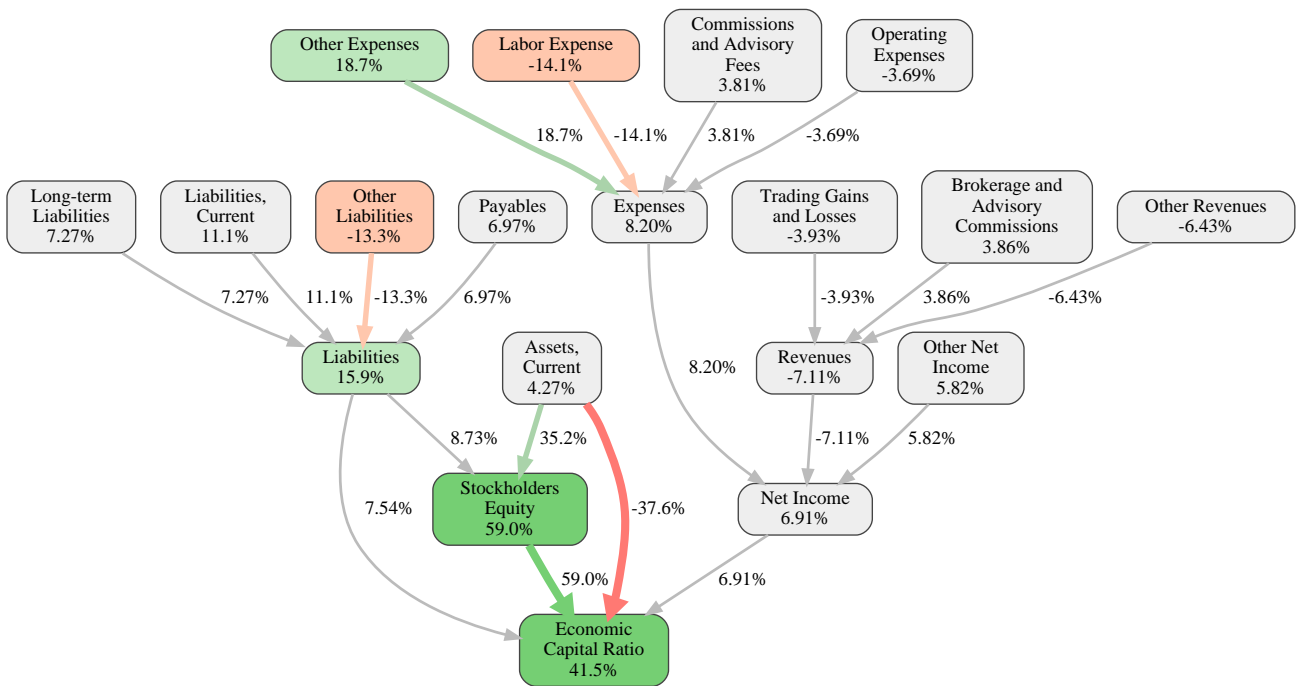 Other Expenses
18.7%
Labor Expense
-14.1%
Commissions
and Advisory
Fees
3.81%
Operating
Expenses
-3.69%
18.7%
-14.1%
3.81%
-3.69%
Long-term
Liabilities
7.27%
Liabilities,
Current
11.1%
Other
Liabilities
-13.3%
Payables
6.97%
Expenses
8.20%
Trading Gains
and Losses
-3.93%
Brokerage and
Advisory
Commissions
3.86%
Other Revenues
-6.43%
7.27%
11.1%
-13.3%
6.97%
-3.93%
3.86%
-6.43%
Liabilities
15.9%
Assets,
Current
4.27%
8.20%
Revenues
-7.11%
Other Net
Income
5.82%
8.73%
35.2%
-7.11%
5.82%
7.54%
Stockholders
Equity
59.0%
-37.6%
Net Income
6.91%
59.0%
6.91%
Economic
Capital Ratio
41.5%